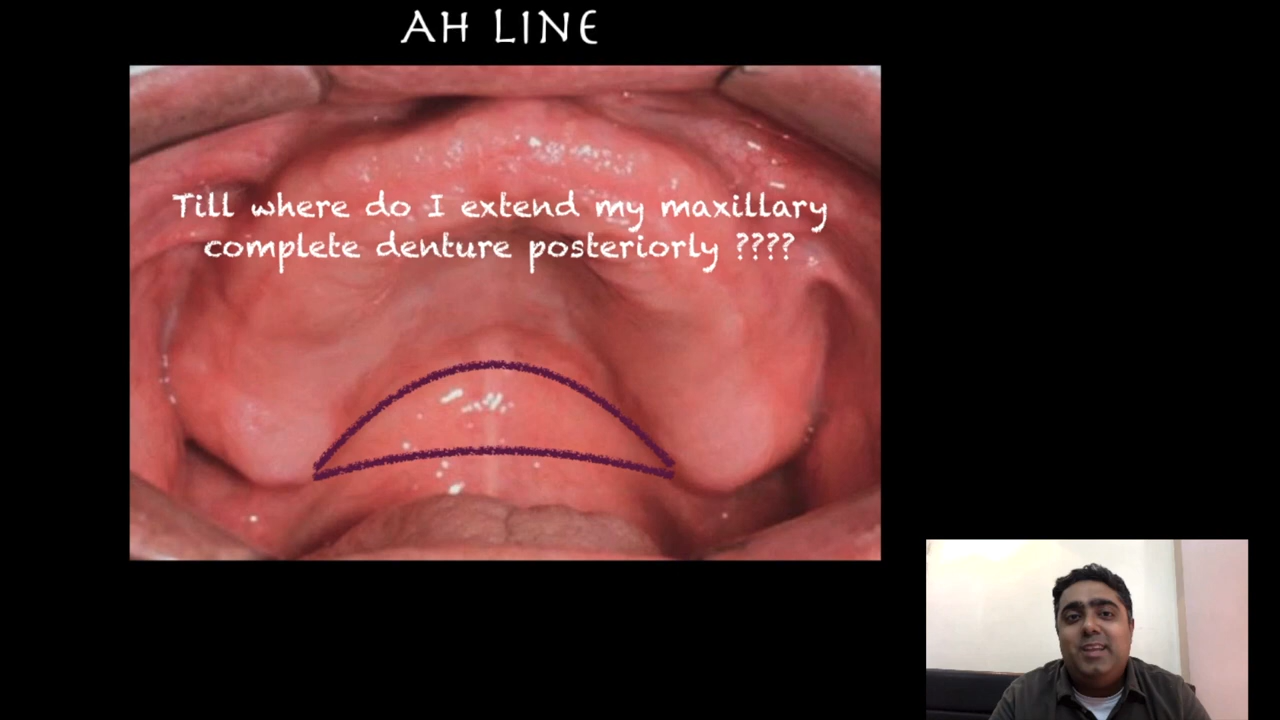 AH LINE
Till where do I extend my maxillary
complete denture posteriorly ????